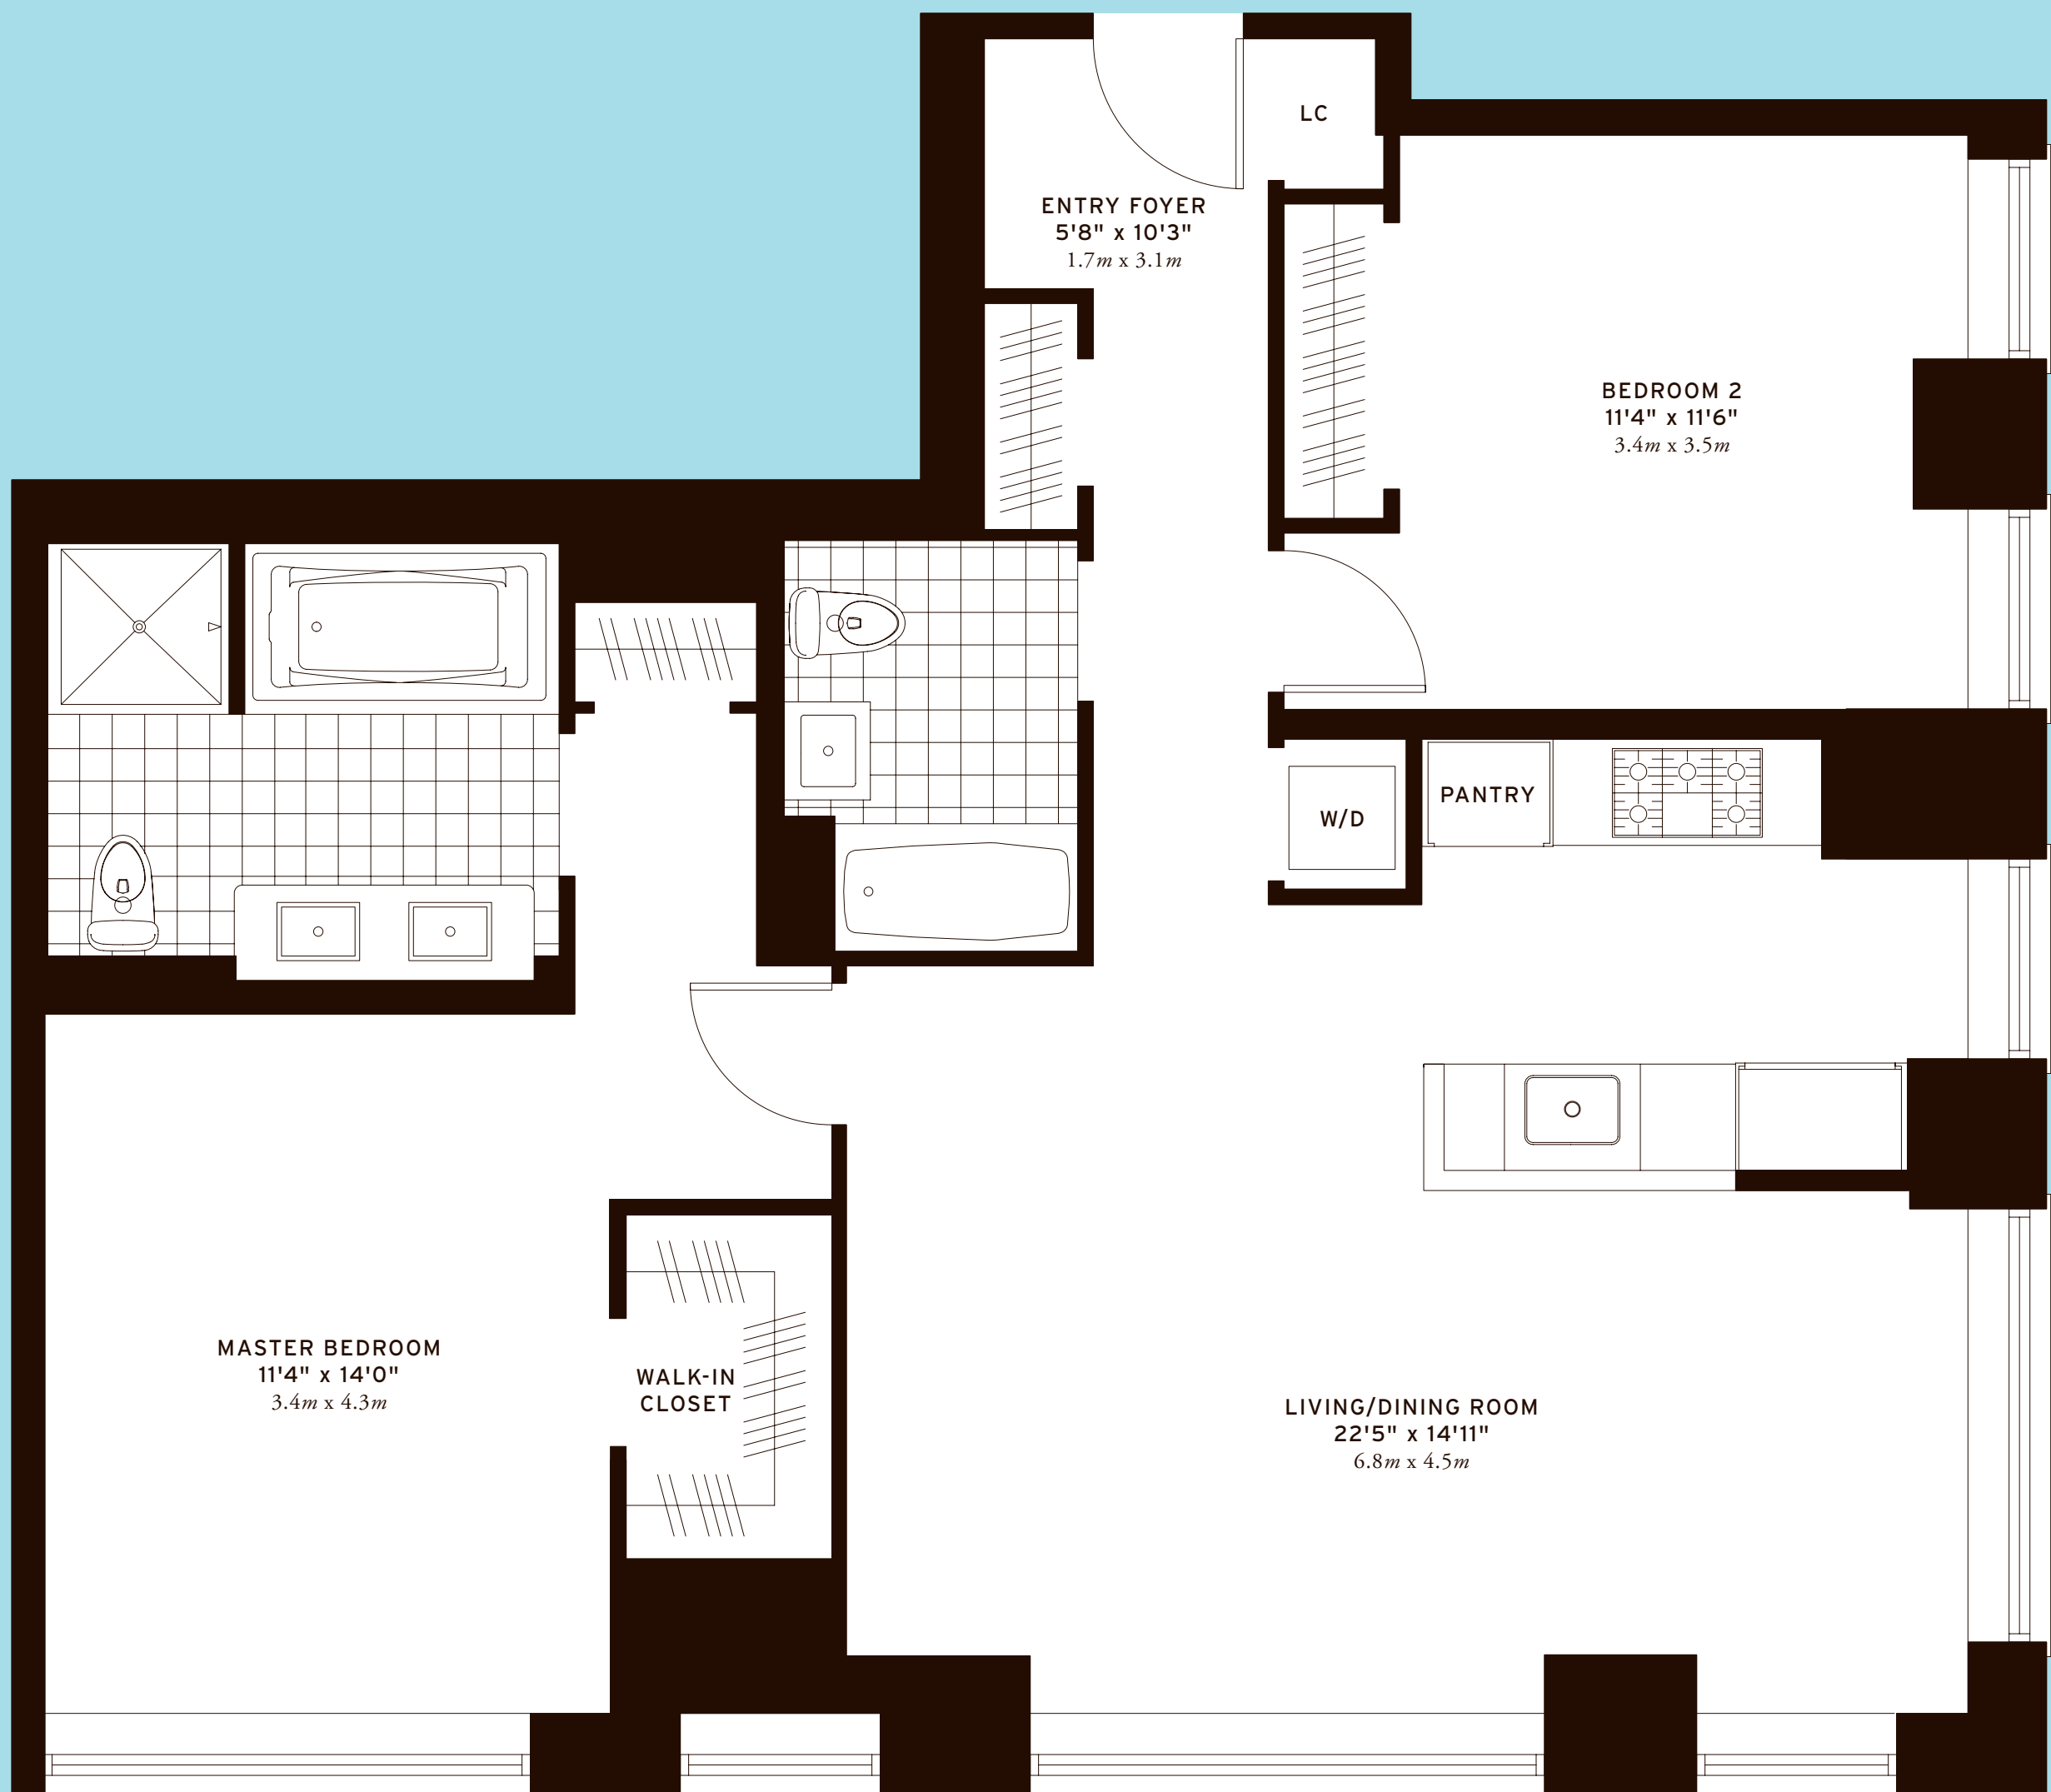 LC
ENTRY FOYER
5'8" x 10'3"
1.7m x 3.1m
BEDROOM 2
11'4" x 11'6"
3.4m x 3.5m
PANTRY
W/D
MASTER BEDROOM
11'4" x 14'0"
3.4m x 4.3m
WALK-IN
CLOSET
LIVING/DINING ROOM
22'5" x 14'11"
6.8m x 4.5m